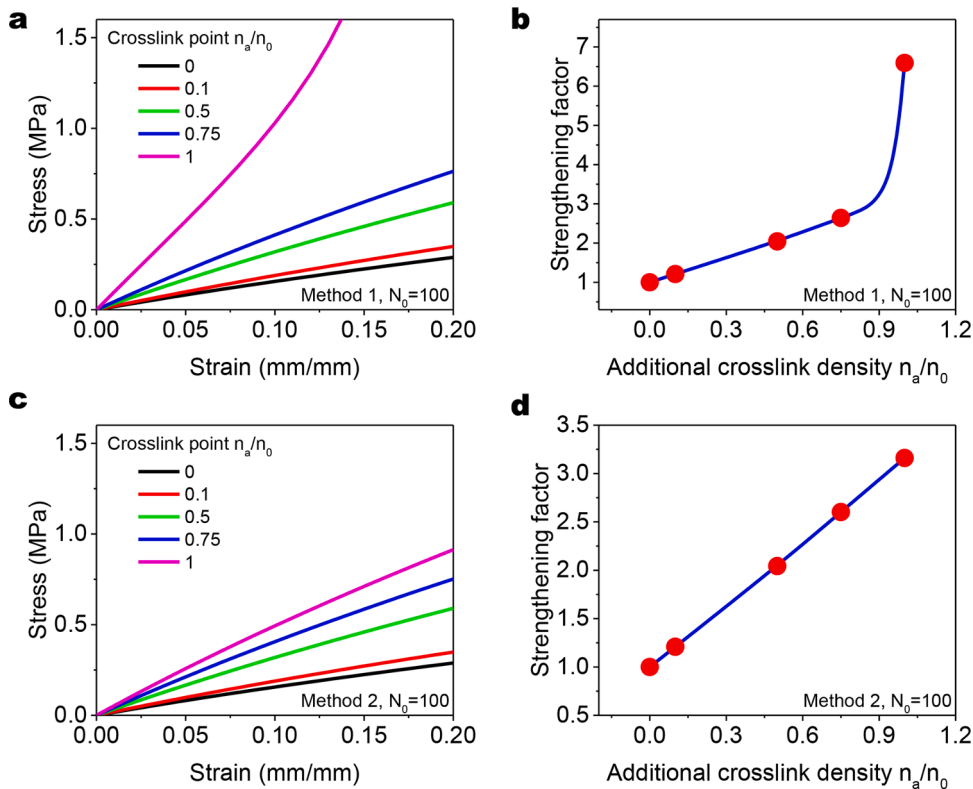 a
Crosslink point n_a/n_0
0
0.1
0.5
0.75
1
Method 1, N_0=100
1.5
1.0
0.5
0.0
0.00 0.05 0.10 0.15 0.20
Stress (MPa)
Strain (mm/mm)
b
7
6
5
4
3
2
1
Method 1, N_0=100
0.0 0.3 0.6 0.9 1.2
Strengthening factor
Additional crosslink density n_a/n_0
c
Crosslink point n_a/n_0
0
0.1
0.5
0.75
1
Method 2, N_0=100
1.5
1.0
0.5
0.0
0.00 0.05 0.10 0.15 0.20
Stress (MPa)
Strain (mm/mm)
d
3.5
3.0
2.5
2.0
1.5
1.0
0.5
Method 2, N_0=100
0.0 0.3 0.6 0.9 1.2
Strengthening factor
Additional crosslink density n_a/n_0